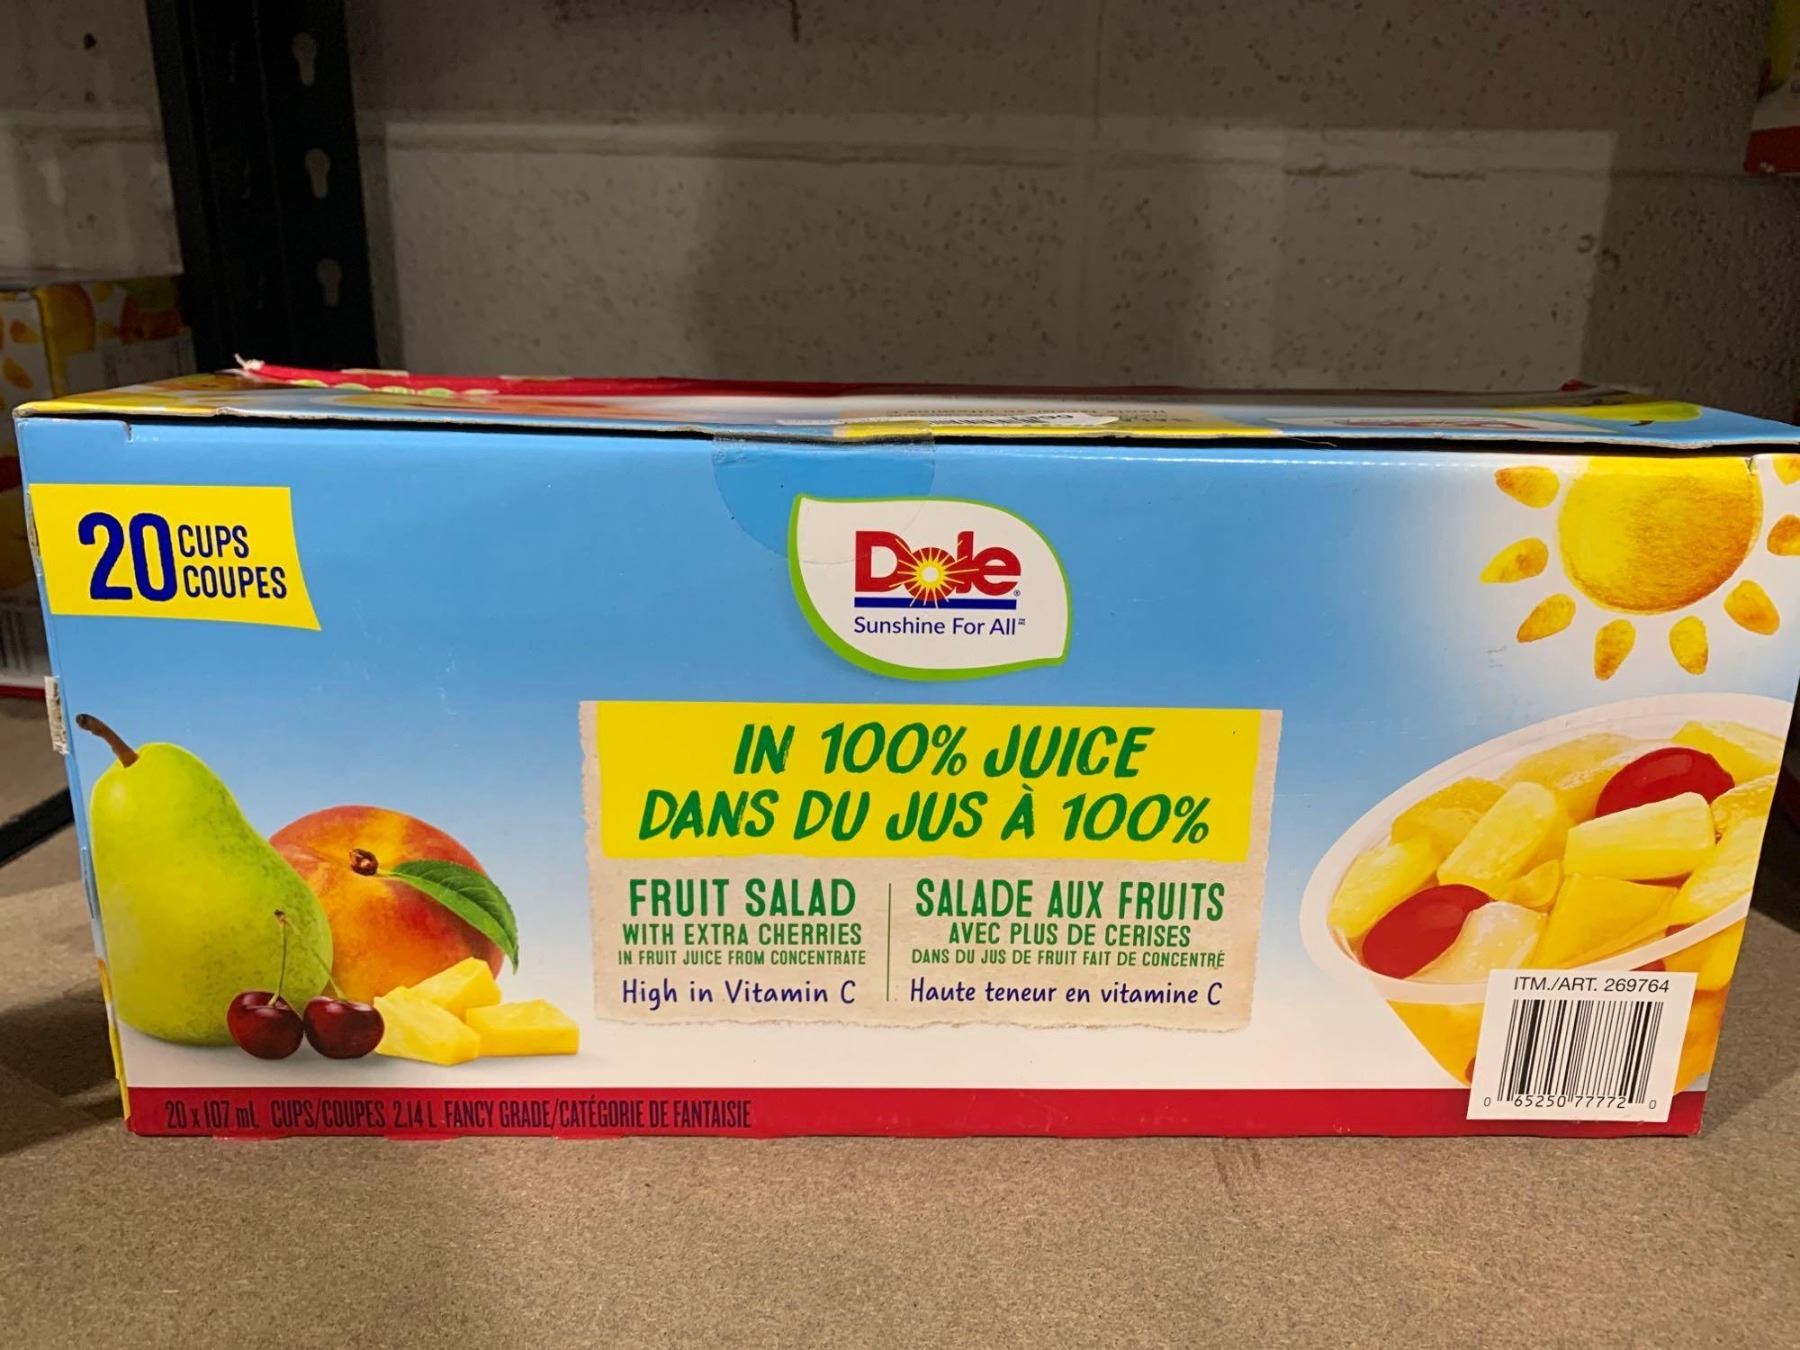 20 CUPS
COUPES
Dole®
Sunshine For All
IN 100% JUICE
DANS DU JUS À 100%
FRUIT SALAD
WITH EXTRA CHERRIES
IN FRUIT JUICE FROM CONCENTRATE
High in Vitamin C
SALADE AUX FRUITS
AVEC PLUS DE CERISES
DANS DU JUS DE FRUIT FAIT DE CONCENTRÉ
Haute teneur en vitamine C
ITM./ART. 269764
0 65250 77772 0
20 x 107 mL CUPS/COUPES 2.14 L FANCY GRADE/CATÉGORIE DE FANTAISIE